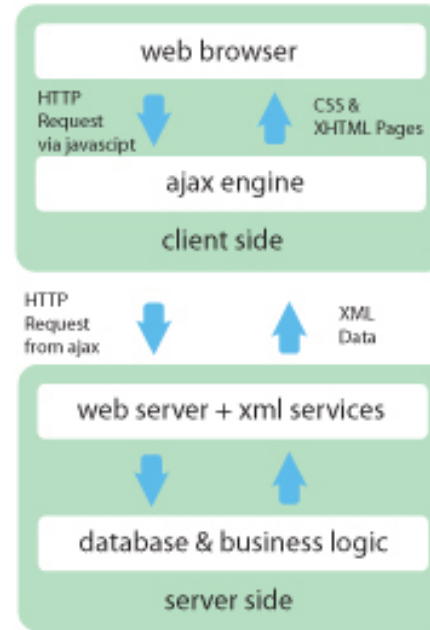 web browser
HTTP
Request
via javascipt
CSS &
XHTML Pages
ajax engine
client side
HTTP
Request
from ajax
XML
Data
web server + xml services
database & business logic
server side